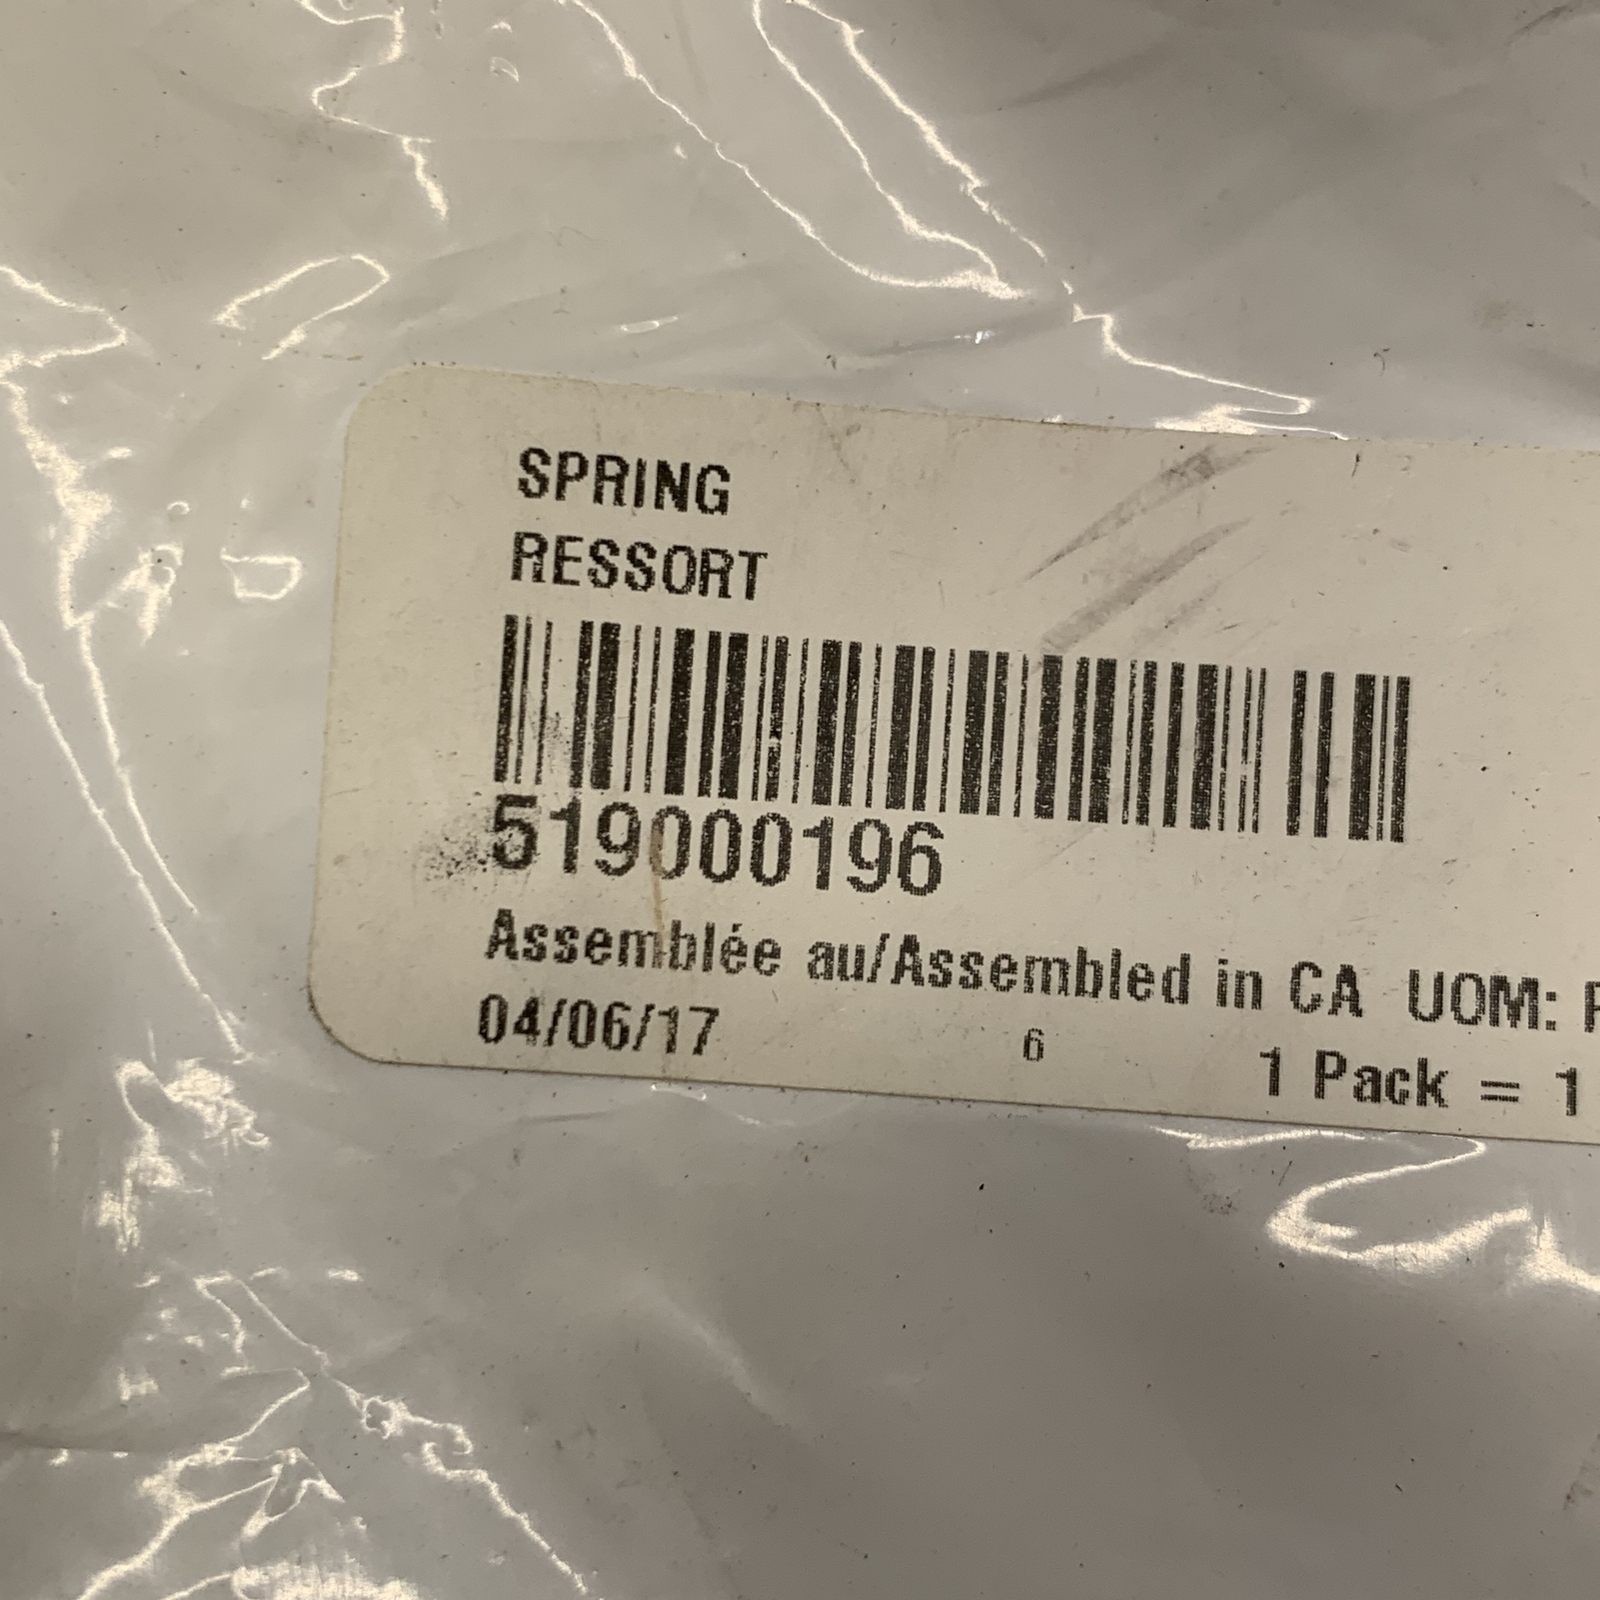 SPRING
RESSORT
519000196
Assemblée au/Assembled in CA UOM:
04/06/17 6 1 Pack = 1